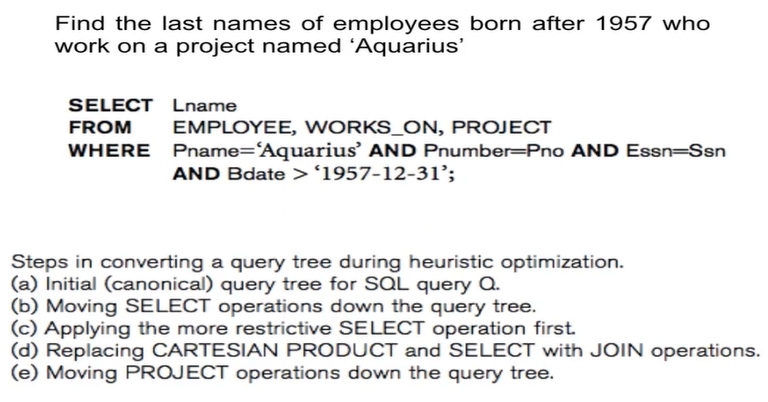 Find the last names of employees born after 1957 who
work on a project named ‘Aquarius’
SELECT Lname
FROM EMPLOYEE, WORKS_ON, PROJECT
WHERE Pname=‘Aquarius’ AND Pnumber=Pno AND Essn=Ssn
AND Bdate > ‘1957-12-31’;
Steps in converting a query tree during heuristic optimization.
(a) Initial (canonical) query tree for SQL query Q.
(b) Moving SELECT operations down the query tree.
(c) Applying the more restrictive SELECT operation first.
(d) Replacing CARTESIAN PRODUCT and SELECT with JOIN operations.
(e) Moving PROJECT operations down the query tree.